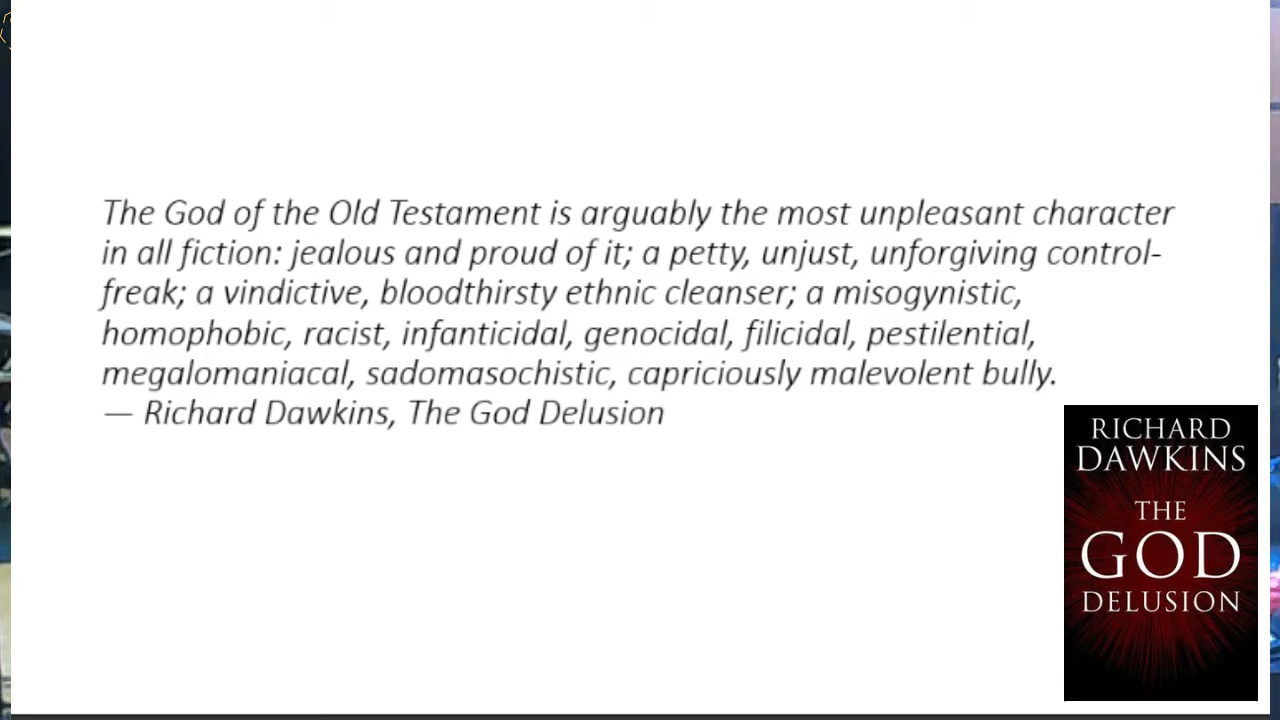 The God of the Old Testament is arguably the most unpleasant character
in all fiction: jealous and proud of it; a petty, unjust, unforgiving control-
freak; a vindictive, bloodthirsty ethnic cleanser; a misogynistic,
homophobic, racist, infanticidal, genocidal, filicidal, pestilential,
megalomaniacal, sadomasochistic, capriciously malevolent bully.
— Richard Dawkins, The God Delusion
RICHARD
DAWKINS
THE
GOD
DELUSION